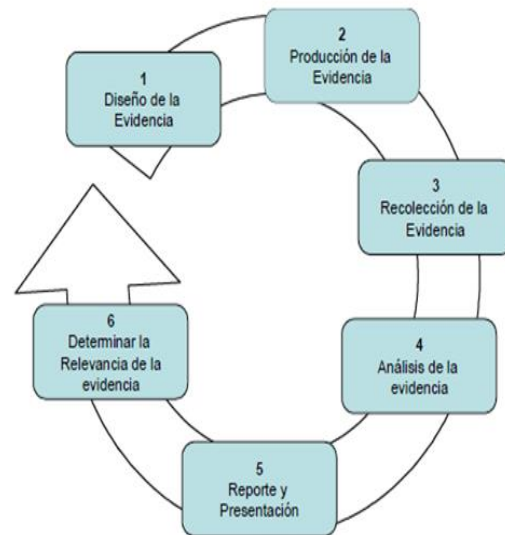 1
Diseño de la
Evidencia
2
Producción de la
Evidencia
3
Recolección de la
Evidencia
4
Análisis de la
evidencia
5
Reporte y
Presentación
6
Determinar la
Relevancia de la
evidencia